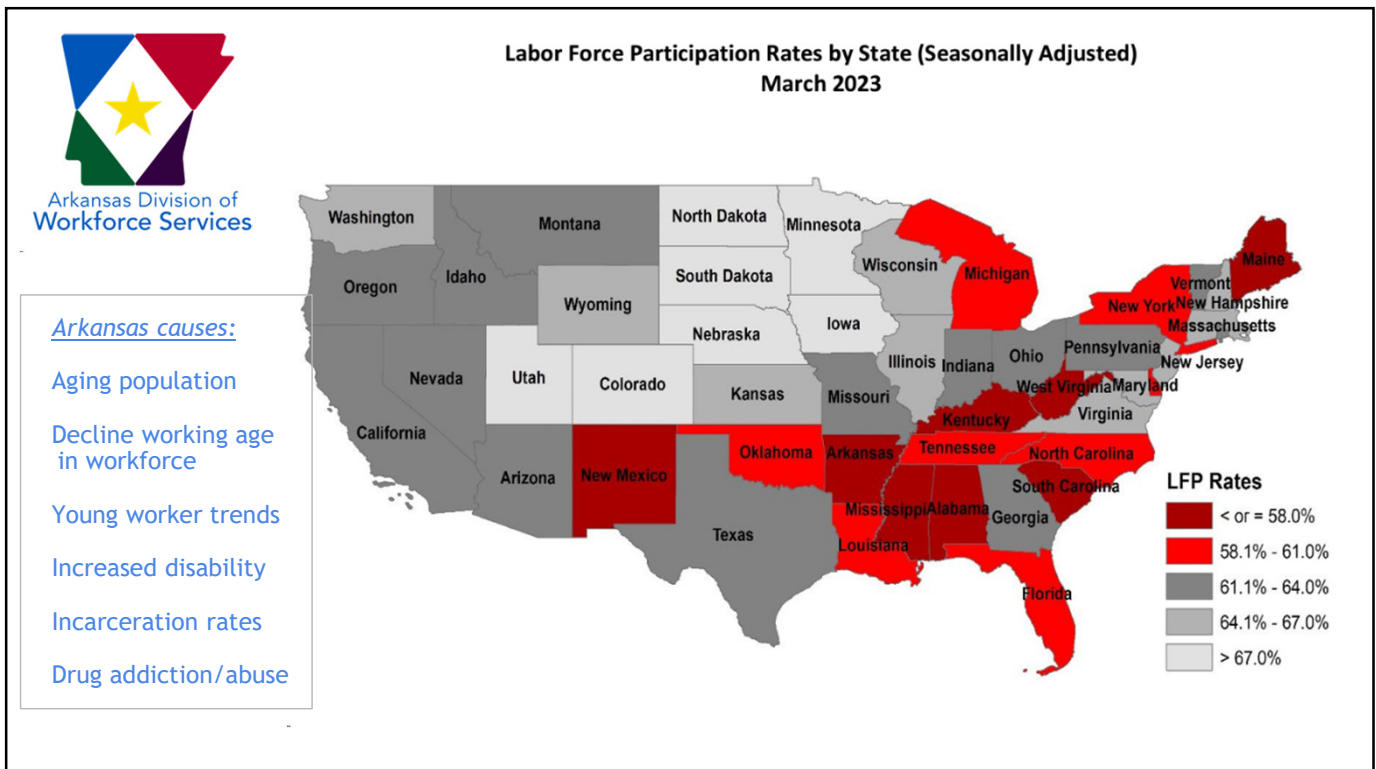 Labor Force Participation Rates by State (Seasonally Adjusted)
March 2023
Arkansas Division of
Workforce Services
Arkansas causes:
Aging population
Decline working age
in workforce
Young worker trends
Increased disability
Incarceration rates
Drug addiction/abuse
Washington
Montana
North Dakota
Minnesota
Oregon
Idaho
Wyoming
South Dakota
Wisconsin
Michigan
Maine
Vermont
New York
New Hampshire
Massachusetts
Nebraska
Iowa
Nevada
Utah
Colorado
Kansas
Missouri
Illinois
Indiana
Ohio
Pennsylvania
New Jersey
West Virginia
Maryland
Virginia
Kentucky
California
Arizona
New Mexico
Oklahoma
Arkansas
Tennessee
North Carolina
South Carolina
Texas
Louisiana
Mississippi
Alabama
Georgia
Florida
LFP Rates
< or = 58.0%
58.1% - 61.0%
61.1% - 64.0%
64.1% - 67.0%
> 67.0%